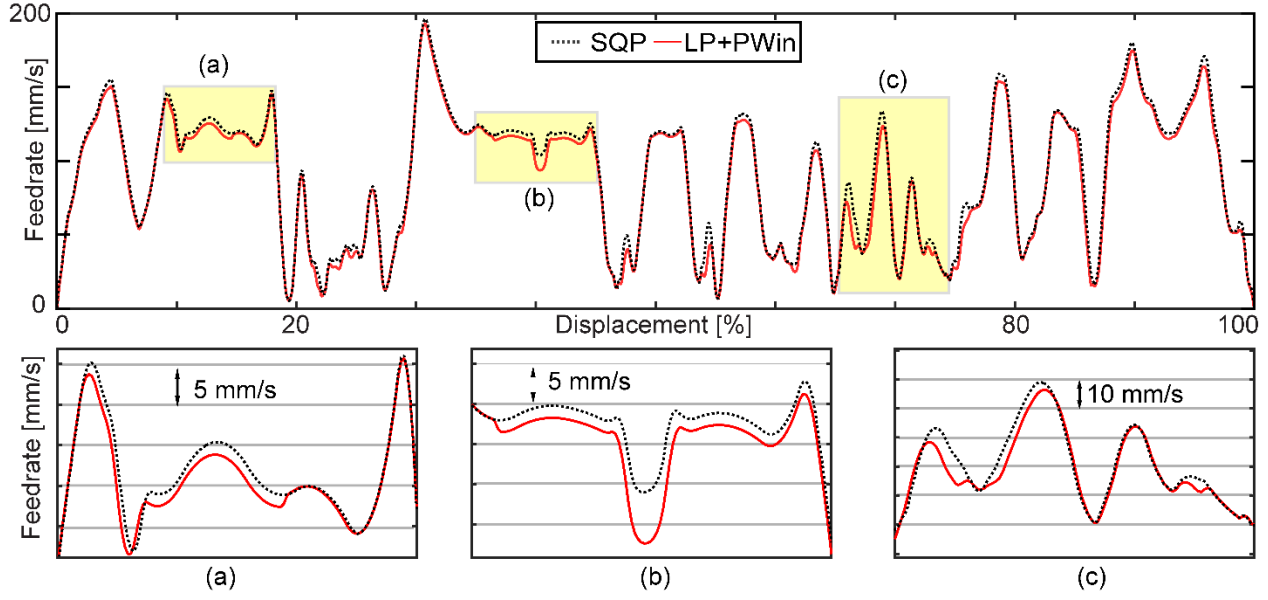 200
SQP LP+PWin
(a)
(c)
(b)
Feedrate [mm/s]
0
0
20
Displacement [%]
80
100
5 mm/s
5 mm/s
10 mm/s
Feedrate [mm/s]
(a)
(b)
(c)